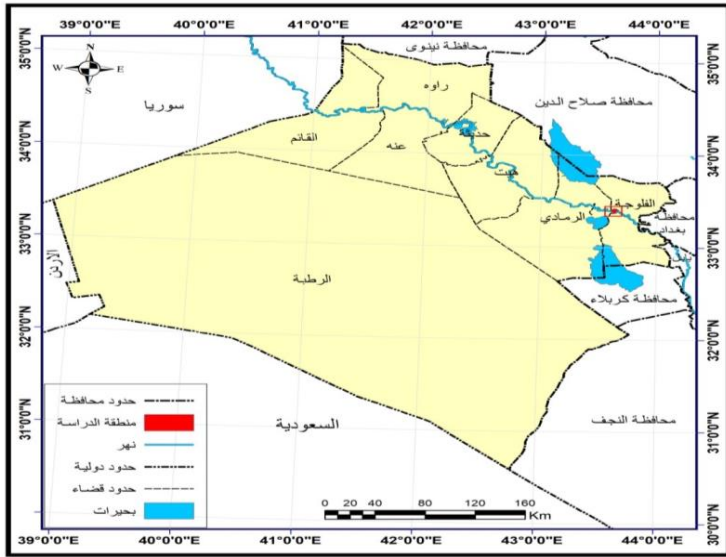 39°0'0"E 40°0'0"E 41°0'0"E 42°0'0"E 43°0'0"E 44°0'0"E
35°0'0"N
34°0'0"N
33°0'0"N
32°0'0"N
31°0'0"N
35°0'0"N
34°0'0"N
33°0'0"N
32°0'0"N
31°0'0"N
30°0'0"N
N
W E
S
محافظة نينوى
سوريا
راوه
محافظة صلاح الدين
القائم
عنه
حديثة
هيت
الفلوجة
الرمادي
محافظة
بغداد
بابل
الاردن
الرطبة
محافظة كربلاء
محافظة النجف
السعودية
حدود محافظة
منطقة الدراسة
نهر
حدود دولية
حدود قضاء
بحيرات
0 20 40 80 120 160
Km
39°0'0"E 40°0'0"E 41°0'0"E 42°0'0"E 43°0'0"E 44°0'0"E